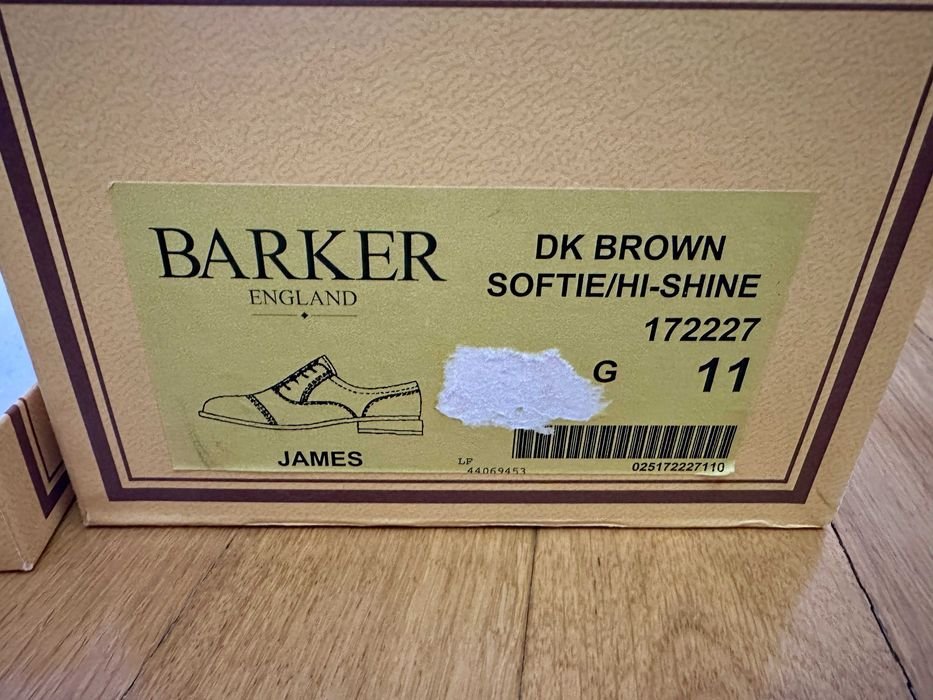 BARKER
ENGLAND
JAMES
DK BROWN
SOFTIE/HI-SHINE
172227
G 11
LF
44069453
025172227110